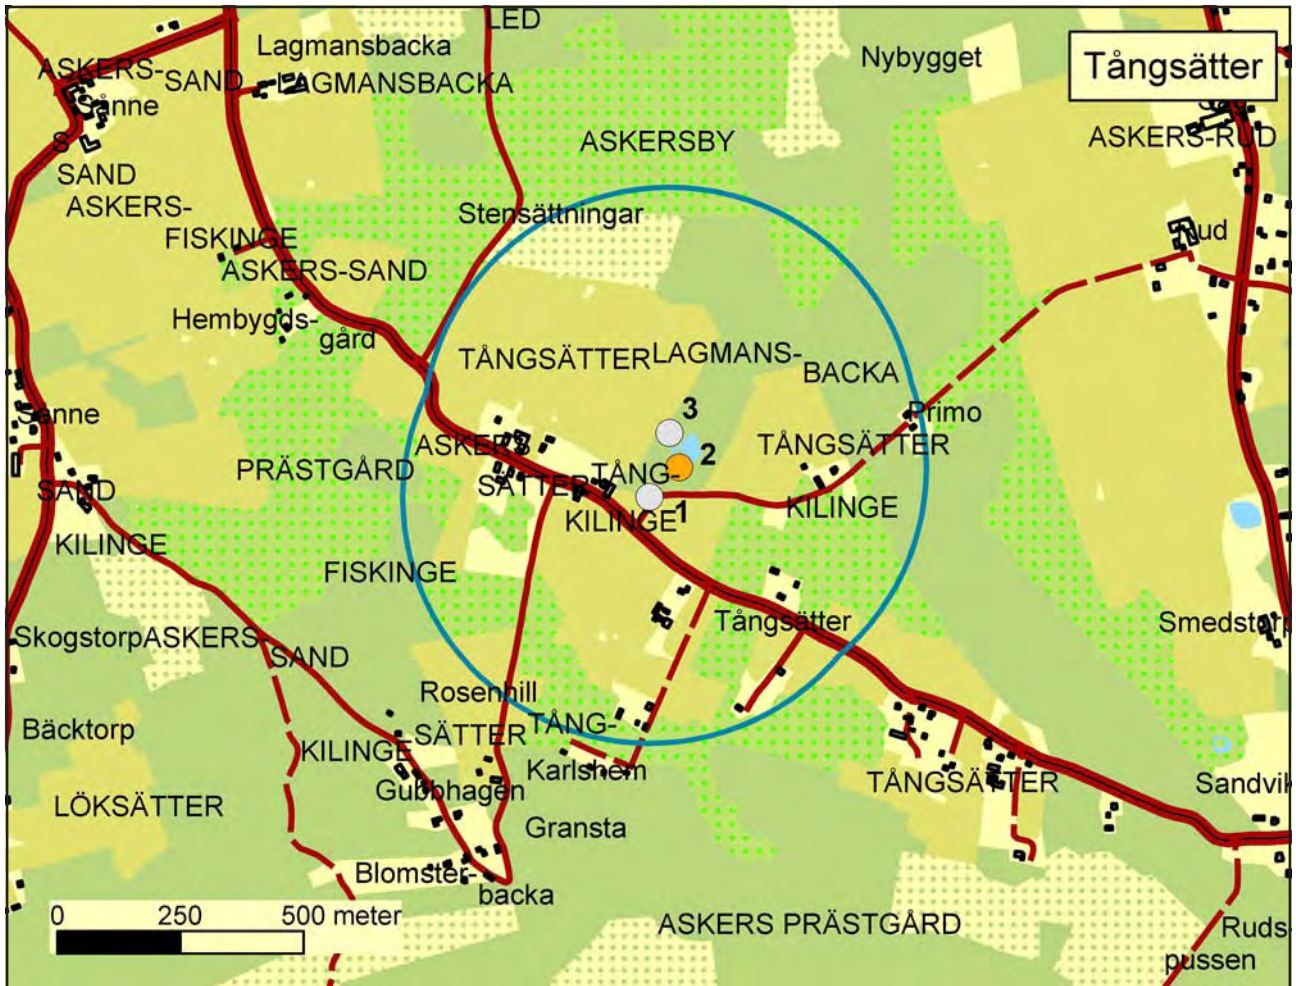 LED
Lagmansbacka
Nybygget
Tångsätter
ASKERS-
SAND
LAGMANSBACKA
Sånne
ASKERSBY
ASKERS-RUD
S
SAND
ASKERS-
Stensättningar
FISKINGE
Rud
ASKERS-SAND
Hembygds-
gård
TÅNGSÄTTER
LAGMANS-
BACKA
3
Primo
Sånne
ASKERS
TÅNGSÄTTER
2
PRÄSTGÅRD
SÄTTER
TÅNG-
SAND
1
KILINGE
KILINGE
KILINGE
FISKINGE
Tångsätter
Smedstorp
Skogstorp
ASKERS-
SAND
Rosenhill
Bäcktorp
SÄTTER
TÅNG-
KILINGE
Karlshem
TÅNGSÄTTER
Sandvik
Gubbhagen
LÖKSÄTTER
Gransta
Blomster-
backa
0 250 500 meter
ASKERS PRÄSTGÅRD
Ruds-
pussen